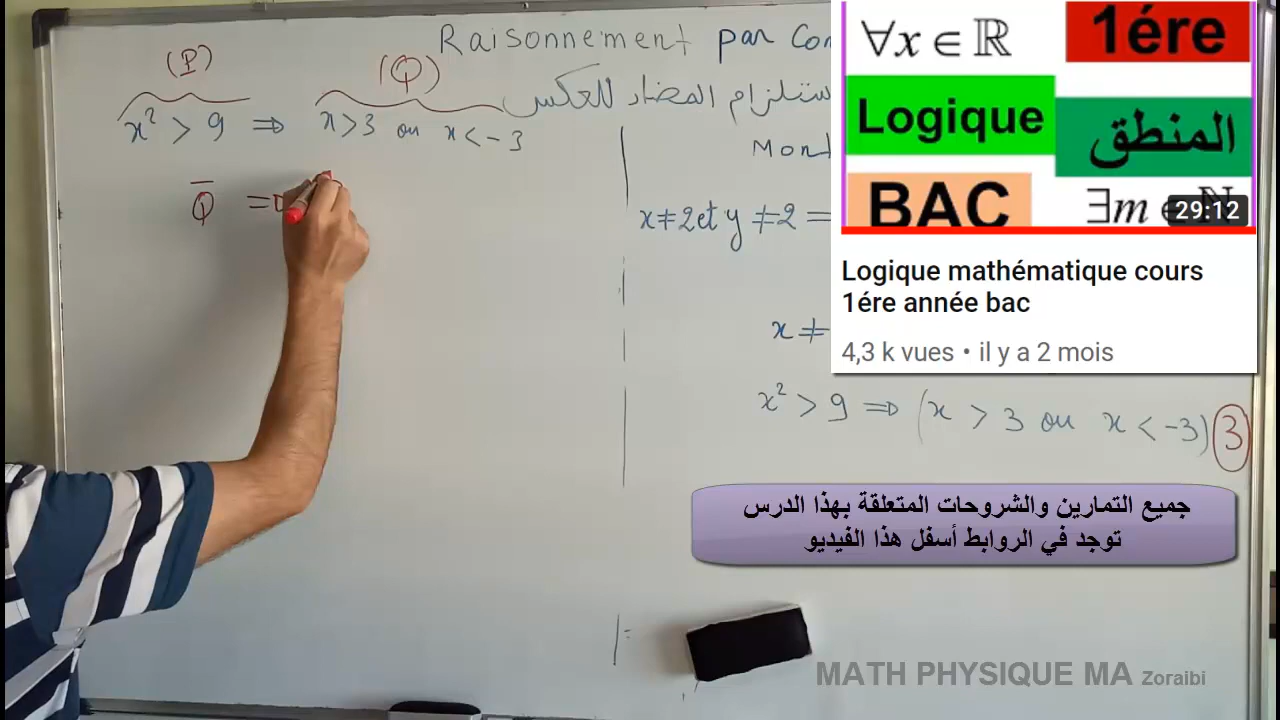 Raisonnement par Con
(P)
(Q)
ستلزام المضاد للعكس
x² > 9 ⇒ x > 3 ou x < - 3
Mont
Q̅ ⇒
x ≠ 2 et y ≠ 2 =
x ≠
x² > 9 ⇒ (x > 3 ou x < -3) 3
∀x ∈ ℝ
1ére
Logique
المنطق
BAC
∃m ∈ ℕ
29:12
Logique mathématique cours
1ére année bac
4,3 k vues • il y a 2 mois
جميع التمارين والشروحات المتعلقة بهذا الدرس
توجد في الروابط أسفل هذا الفيديو
MATH PHYSIQUE MA Zoraibi